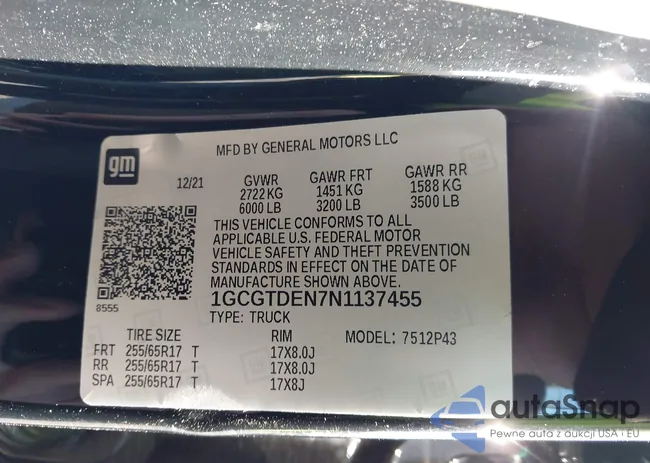 MFD BY GENERAL MOTORS LLC
gm
12/21
GVWR GAWR FRT GAWR RR
2722 KG 1451 KG 1588 KG
6000 LB 3200 LB 3500 LB
THIS VEHICLE CONFORMS TO ALL
APPLICABLE U.S. FEDERAL MOTOR
VEHICLE SAFETY AND THEFT PREVENTION
STANDARDS IN EFFECT ON THE DATE OF
MANUFACTURE SHOWN ABOVE.
1GCGTDEN7N1137455
8555
TYPE: TRUCK
TIRE SIZE RIM MODEL: 7512P43
FRT 255/65R17 T 17X8.0J
RR 255/65R17 T 17X8.0J
SPA 255/65R17 T 17X8J
autaSnap
Pewne auta z aukcji USA i EU